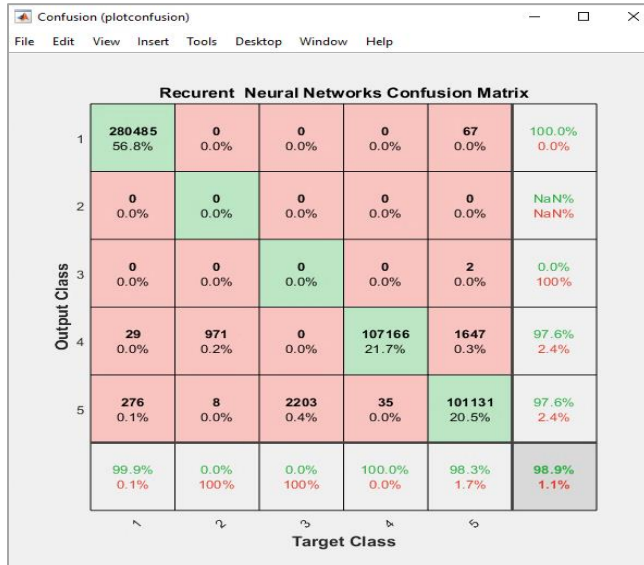 Confusion (plotconfusion)
File Edit View Insert Tools Desktop Window Help
Recurent Neural Networks Confusion Matrix
1 280485 0 0 0 67 100.0%
56.8% 0.0% 0.0% 0.0% 0.0% 0.0%
2 0 0 0 0 0 NaN%
0.0% 0.0% 0.0% 0.0% 0.0% NaN%
3 0 0 0 0 2 0.0%
0.0% 0.0% 0.0% 0.0% 0.0% 100%
4 29 971 0 107166 1647 97.6%
0.0% 0.2% 0.0% 21.7% 0.3% 2.4%
5 276 8 2203 35 101131 97.6%
0.1% 0.0% 0.4% 0.0% 20.5% 2.4%
99.9% 0.0% 0.0% 100.0% 98.3% 98.9%
0.1% 100% 100% 0.0% 1.7% 1.1%
1 2 3 4 5
Target Class
Output Class